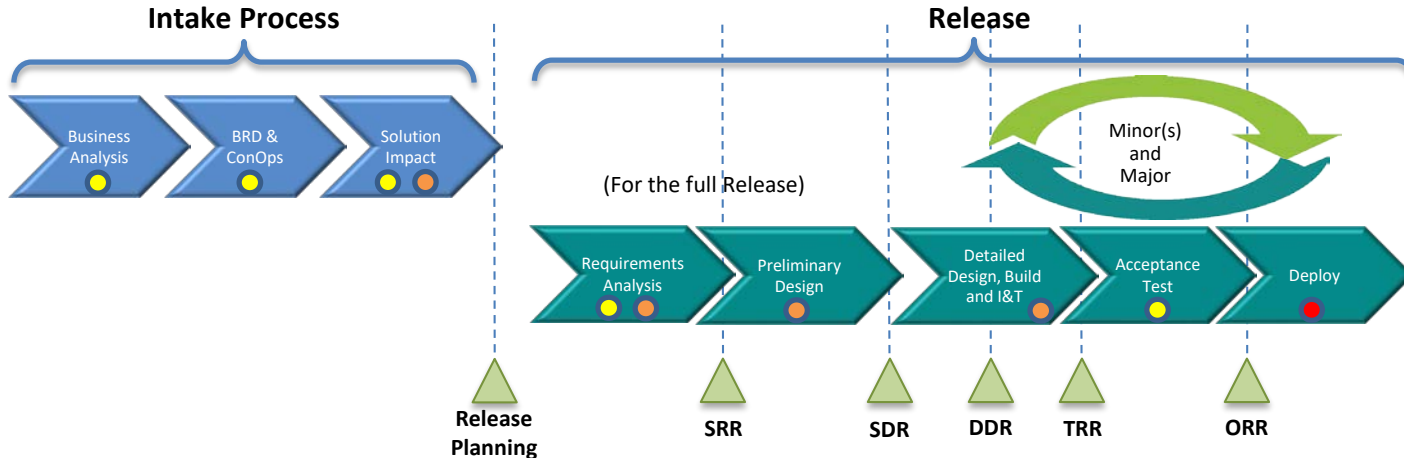 Intake Process
Release
Business
Analysis
BRD &
ConOps
Solution
Impact
Minor(s)
and
Major
(For the full Release)
Requirements
Analysis
Preliminary
Design
Detailed
Design, Build
and I&T
Acceptance
Test
Deploy
Release
Planning
SRR
SDR
DDR
TRR
ORR